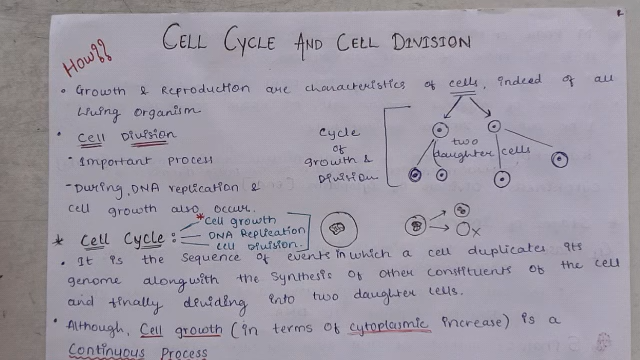 CELL CYCLE AND CELL DIVISION
How??
• Growth & Reproduction are characteristics of cells, indeed of all
living organism
• Cell Division
- Important Process
- During, DNA replication &
cell growth also occur.
Cycle
of
growth &
Division
two
daughter cells
* Cell Cycle :
* Cell growth
DNA Replication
Cell Division.
X
• It is the sequence of events in which a cell duplicates its
genome along with the synthesis of other constituents of the cell
and finally dividing into two daughter cells.
• Although, Cell growth (in terms of cytoplasmic increase) is a
Continuous Process